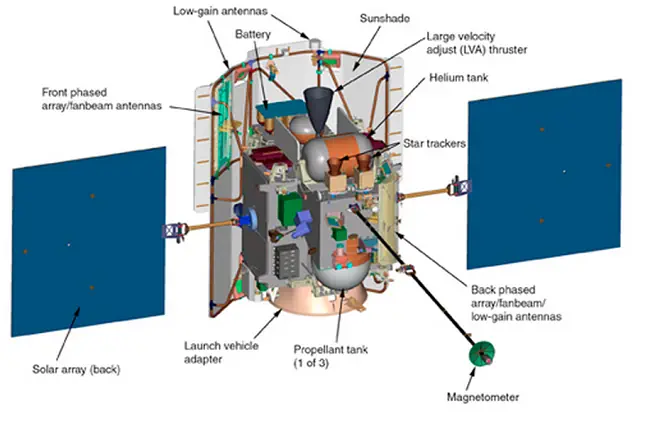 Low-gain antennas
Battery
Sunshade
Large velocity
adjust (LVA) thruster
Helium tank
Front phased
array/fanbeam antennas
Star trackers
Back phased
array/fanbeam/
low-gain antennas
Launch vehicle
adapter
Propellant tank
(1 of 3)
Solar array (back)
Magnetometer